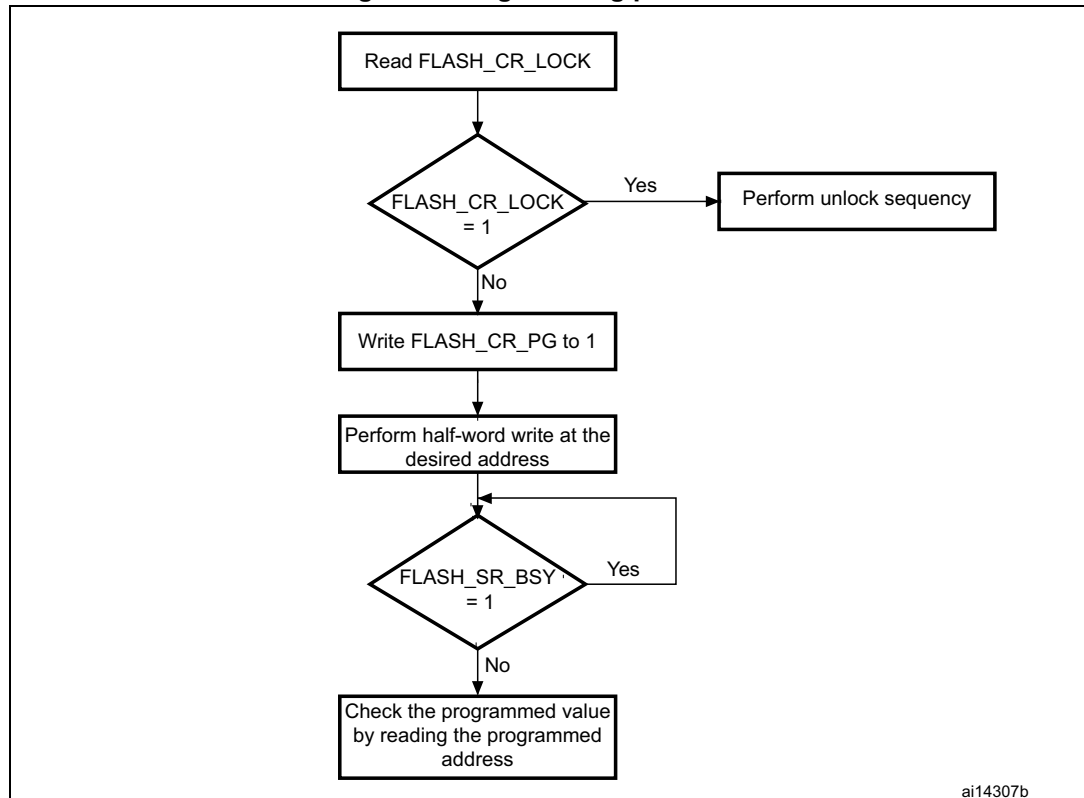 Read FLASH_CR_LOCK
FLASH_CR_LOCK
= 1
Yes
Perform unlock sequency
No
Write FLASH_CR_PG to 1
Perform half-word write at the
desired address
FLASH_SR_BSY
= 1
Yes
No
Check the programmed value
by reading the programmed
address
ai14307b